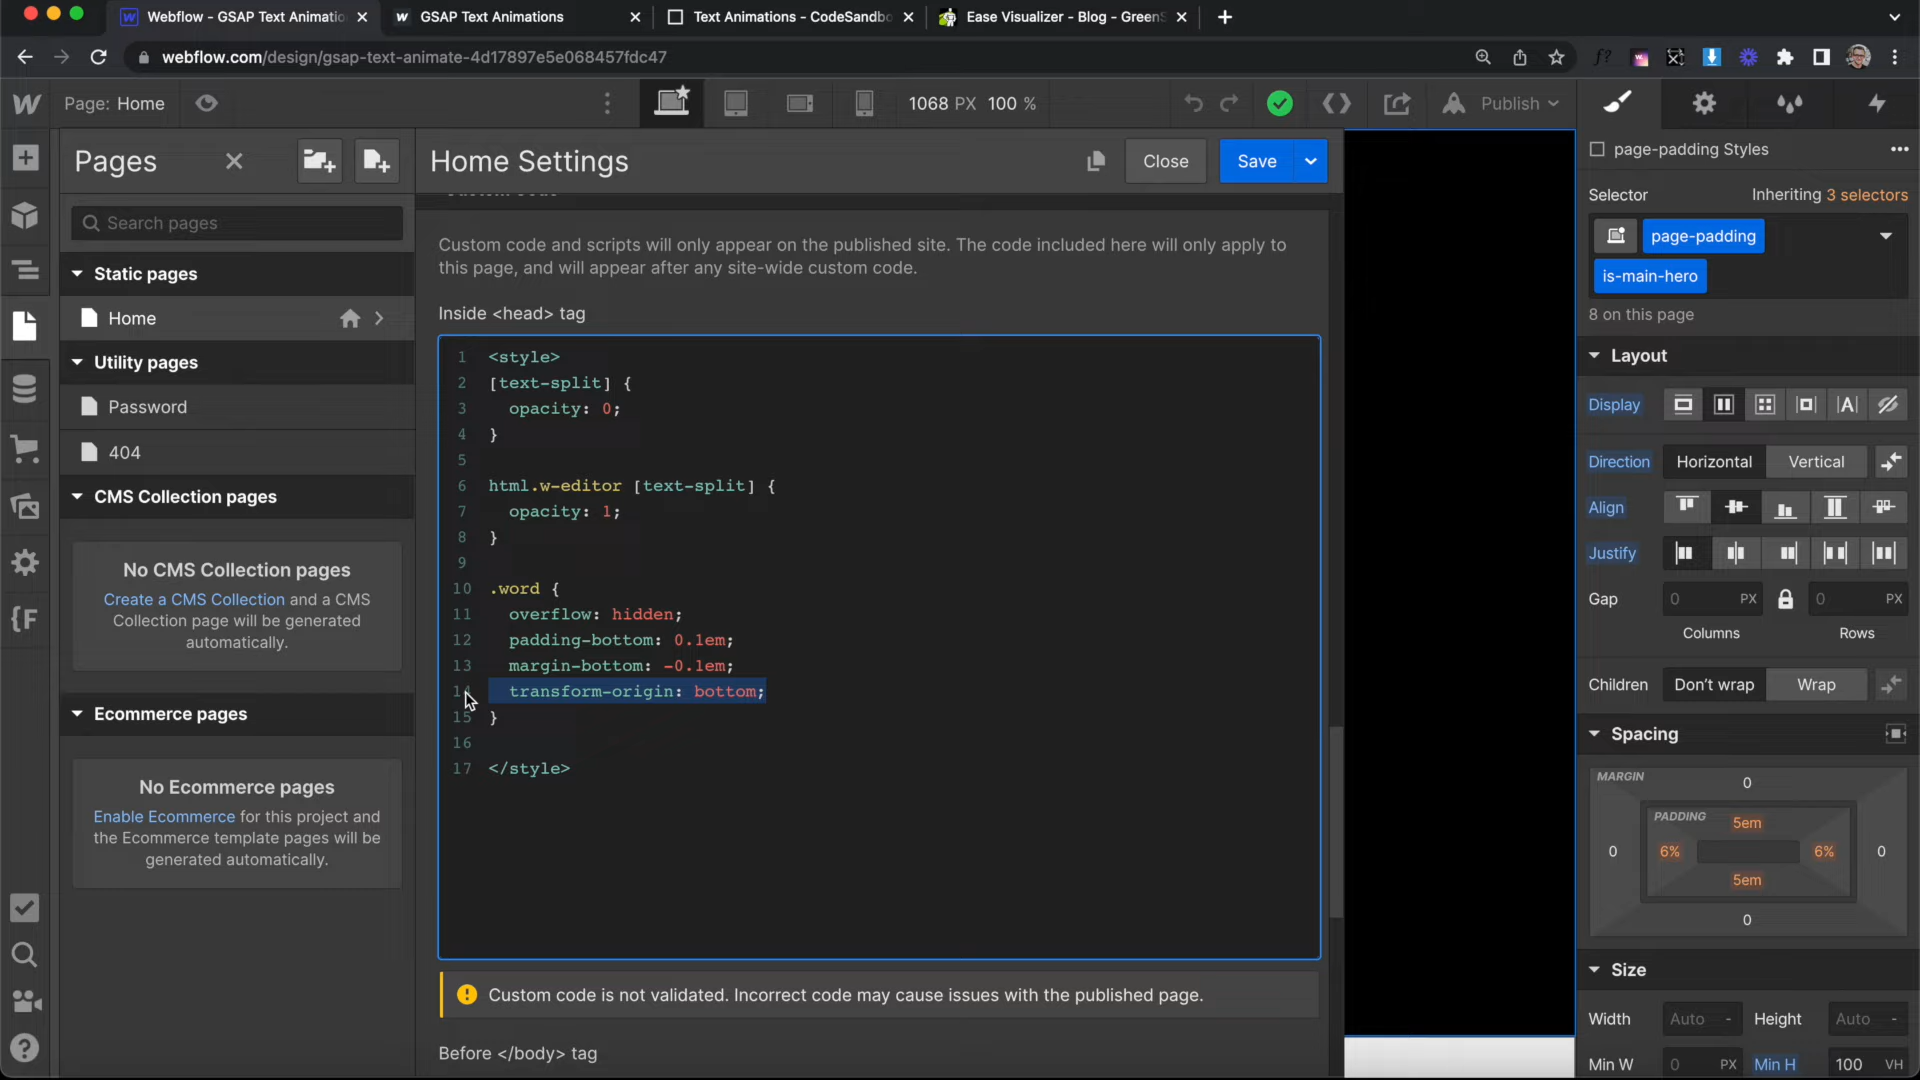 Webflow - GSAP Text Animatio
GSAP Text Animations
Text Animations - CodeSandbo
Ease Visualizer - Blog - GreenS
webflow.com/design/gsap-text-animate-4d17897e5e068457fdc47
Page: Home
1068 PX 100 %
Publish
Pages
Home Settings
Close
Save
page-padding Styles
Search pages
Custom code and scripts will only appear on the published site. The code included here will only apply to
this page, and will appear after any site-wide custom code.
Selector
Inheriting 3 selectors
page-padding
is-main-hero
8 on this page
Static pages
Home
Utility pages
Password
404
CMS Collection pages
No CMS Collection pages
Create a CMS Collection and a CMS
Collection page will be generated
automatically.
Ecommerce pages
No Ecommerce pages
Enable Ecommerce for this project and
the Ecommerce template pages will be
generated automatically.
Inside <head> tag
1 <style>
2 [text-split] {
3 opacity: 0;
4 }
5
6 html.w-editor [text-split] {
7 opacity: 1;
8 }
9
10 .word {
11 overflow: hidden;
12 padding-bottom: 0.1em;
13 margin-bottom: -0.1em;
14 transform-origin: bottom;
15 }
16
17 </style>
Custom code is not validated. Incorrect code may cause issues with the published page.
Before </body> tag
Layout
Display
Direction
Horizontal
Vertical
Align
Justify
Gap
0 PX
0 PX
Columns
Rows
Children
Don't wrap
Wrap
Spacing
MARGIN
0
PADDING
5em
0
6%
6%
0
5em
0
Size
Width
Auto -
Height
Auto -
Min W
0 PX
Min H
100 VH